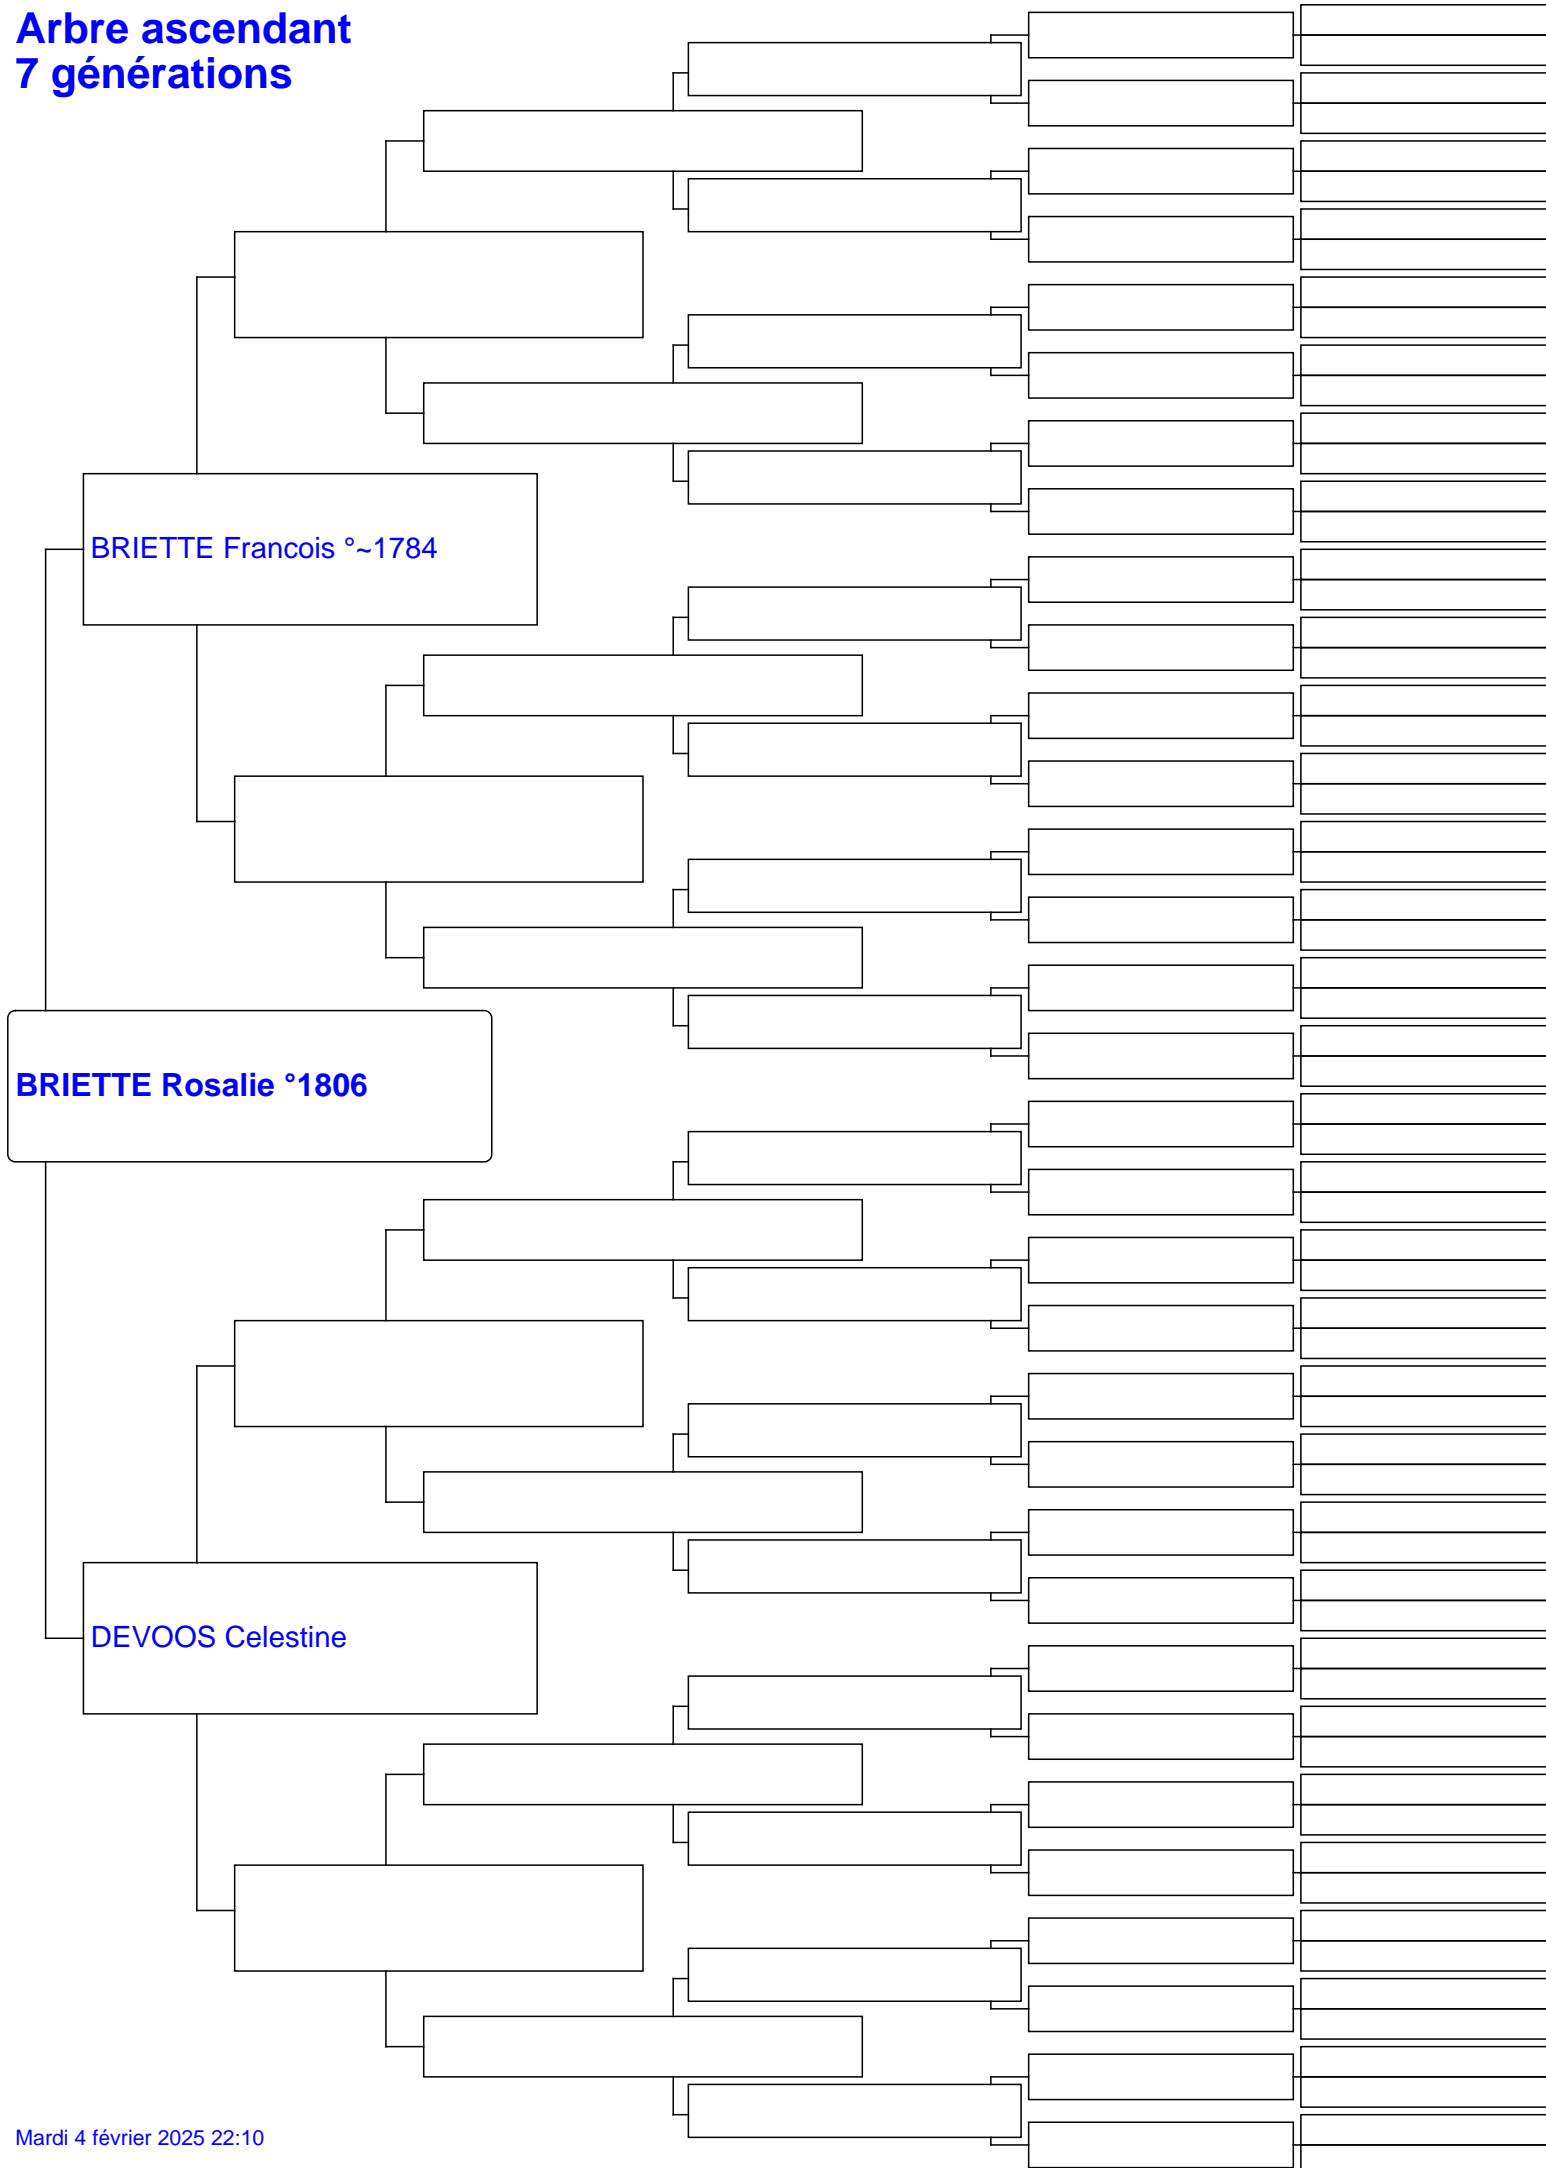 Arbre ascendant
7 générations
BRIETTE Francois °~1784
BRIETTE Rosalie °1806
DEVOOS Celestine
Mardi 4 février 2025 22:10